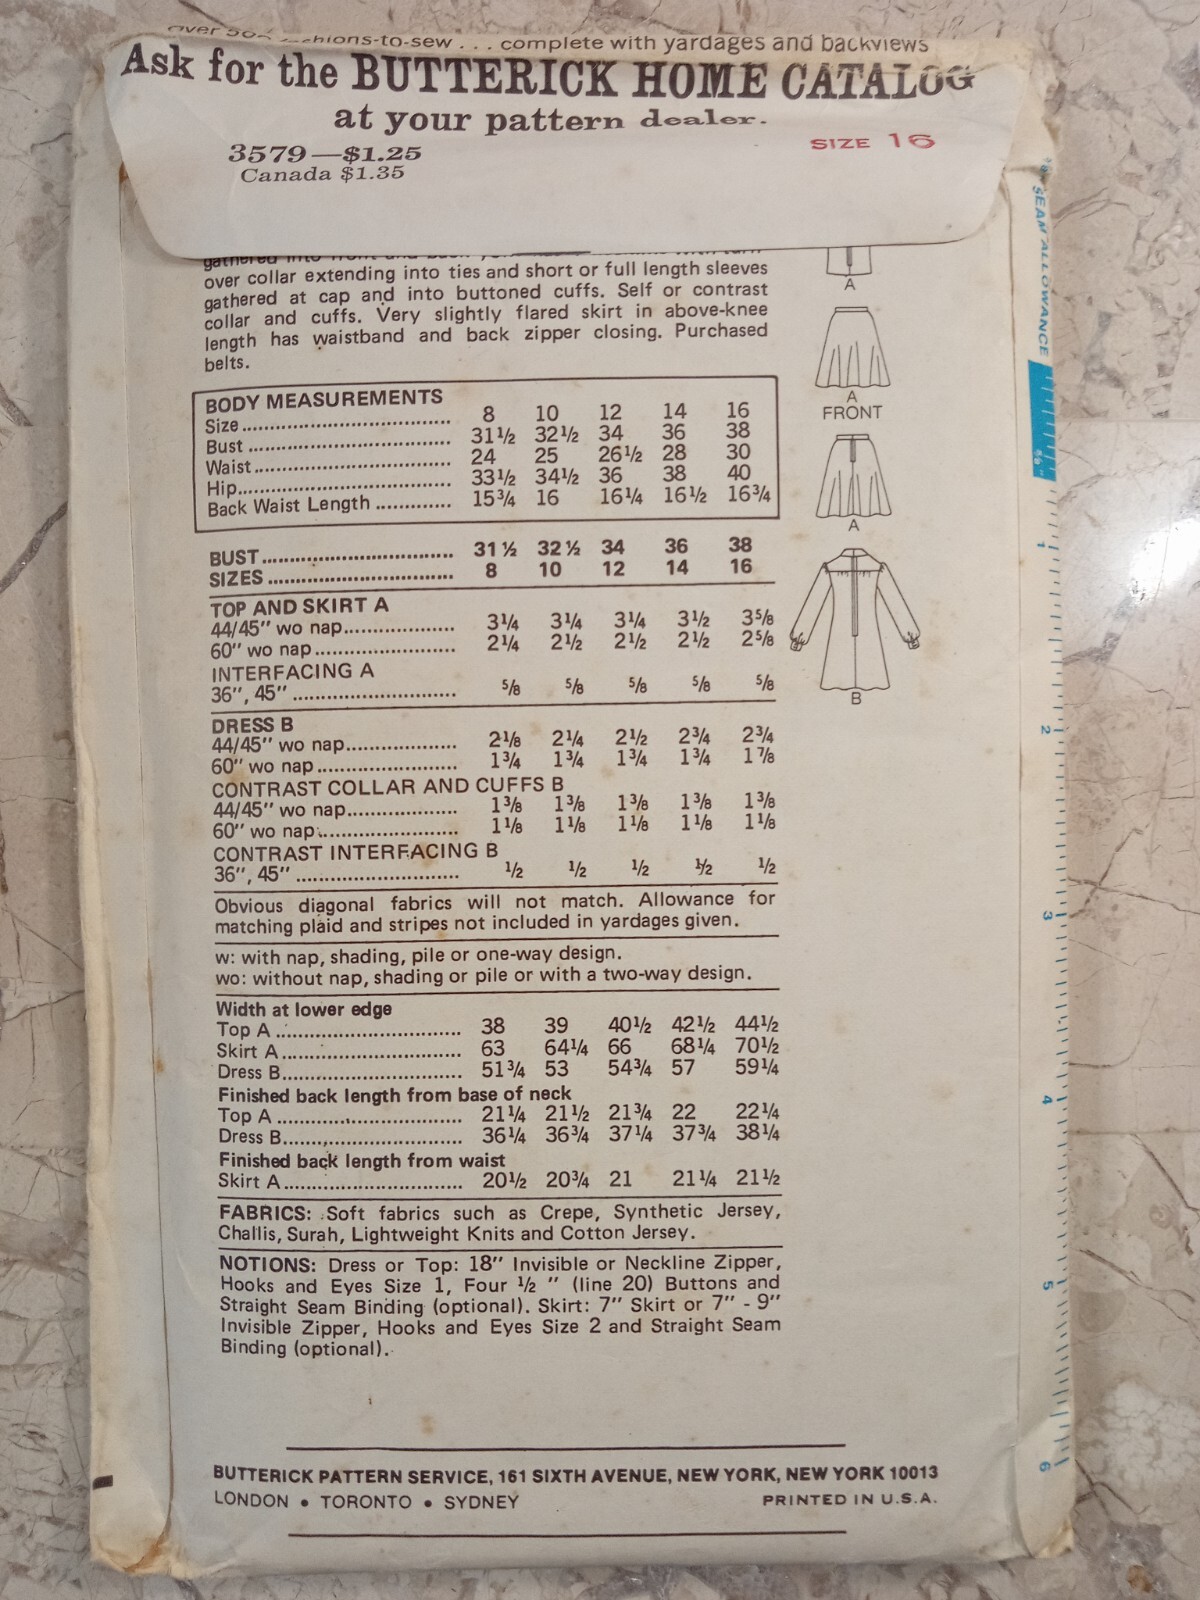 complete with yardages and backviews
Ask for the BUTTERICK HOME CATALOG
at your pattern dealer.
3579—$1.25
Canada $1.35
SIZE 16
over collar extending into ties and short or full length sleeves
gathered at cap and into buttoned cuffs. Self or contrast
collar and cuffs. Very slightly flared skirt in above-knee
length has waistband and back zipper closing. Purchased
belts.
A
A
FRONT
A
B
BODY MEASUREMENTS
Size 8 10 12 14 16
Bust 31½ 32½ 34 36 38
Waist 24 25 26½ 28 30
Hip 33½ 34½ 36 38 40
Back Waist Length 15¾ 16 16¼ 16½ 16¾
BUST 31½ 32½ 34 36 38
SIZES 8 10 12 14 16
TOP AND SKIRT A
44/45" wo nap 3¼ 3¼ 3¼ 3½ 3⅝
60" wo nap 2¼ 2½ 2½ 2½ 2⅝
INTERFACING A
36", 45" ⅝ ⅝ ⅝ ⅝ ⅝
DRESS B
44/45" wo nap 2⅛ 2¼ 2½ 2¾ 2¾
60" wo nap 1¾ 1¾ 1¾ 1¾ 1⅞
CONTRAST COLLAR AND CUFFS B
44/45" wo nap 1⅜ 1⅜ 1⅜ 1⅜ 1⅜
60" wo nap 1⅛ 1⅛ 1⅛ 1⅛ 1⅛
CONTRAST INTERFACING B
36", 45" ½ ½ ½ ½ ½
Obvious diagonal fabrics will not match. Allowance for
matching plaid and stripes not included in yardages given.
w: with nap, shading, pile or one-way design.
wo: without nap, shading or pile or with a two-way design.
Width at lower edge
Top A 38 39 40½ 42½ 44½
Skirt A 63 64¼ 66 68¼ 70½
Dress B 51¾ 53 54¾ 57 59¼
Finished back length from base of neck
Top A 21¼ 21½ 21¾ 22 22¼
Dress B 36¼ 36¾ 37¼ 37¾ 38¼
Finished back length from waist
Skirt A 20½ 20¾ 21 21¼ 21½
FABRICS: Soft fabrics such as Crepe, Synthetic Jersey,
Challis, Surah, Lightweight Knits and Cotton Jersey.
NOTIONS: Dress or Top: 18" Invisible or Neckline Zipper,
Hooks and Eyes Size 1, Four ½ " (line 20) Buttons and
Straight Seam Binding (optional). Skirt: 7" Skirt or 7" - 9"
Invisible Zipper, Hooks and Eyes Size 2 and Straight Seam
Binding (optional).
BUTTERICK PATTERN SERVICE, 161 SIXTH AVENUE, NEW YORK, NEW YORK 10013
LONDON • TORONTO • SYDNEY PRINTED IN U.S.A.
SEAM ALLOWANCE
⅝"
1
2
3
4
5
6